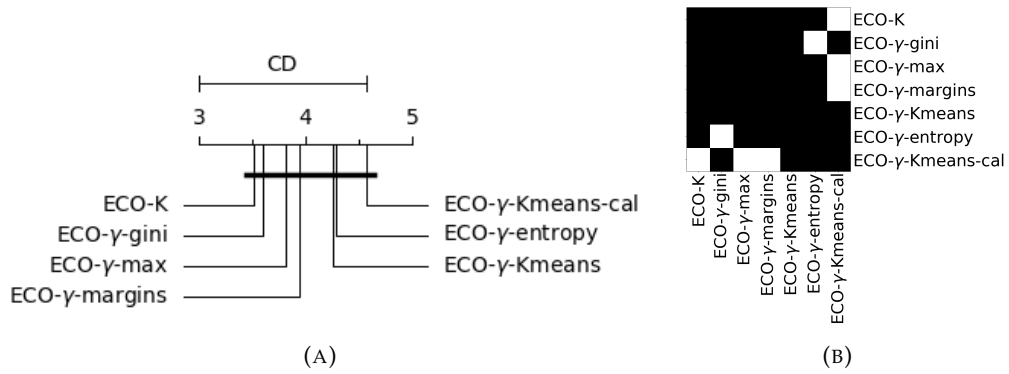 CD
3 4 5
ECO-K
ECO-γ-gini
ECO-γ-max
ECO-γ-margins
ECO-γ-Kmeans-cal
ECO-γ-entropy
ECO-γ-Kmeans
(A)
ECO-K
ECO-γ-gini
ECO-γ-max
ECO-γ-margins
ECO-γ-Kmeans
ECO-γ-entropy
ECO-γ-Kmeans-cal
ECO-K
ECO-γ-gini
ECO-γ-max
ECO-γ-margins
ECO-γ-Kmeans
ECO-γ-entropy
ECO-γ-Kmeans-cal
(B)